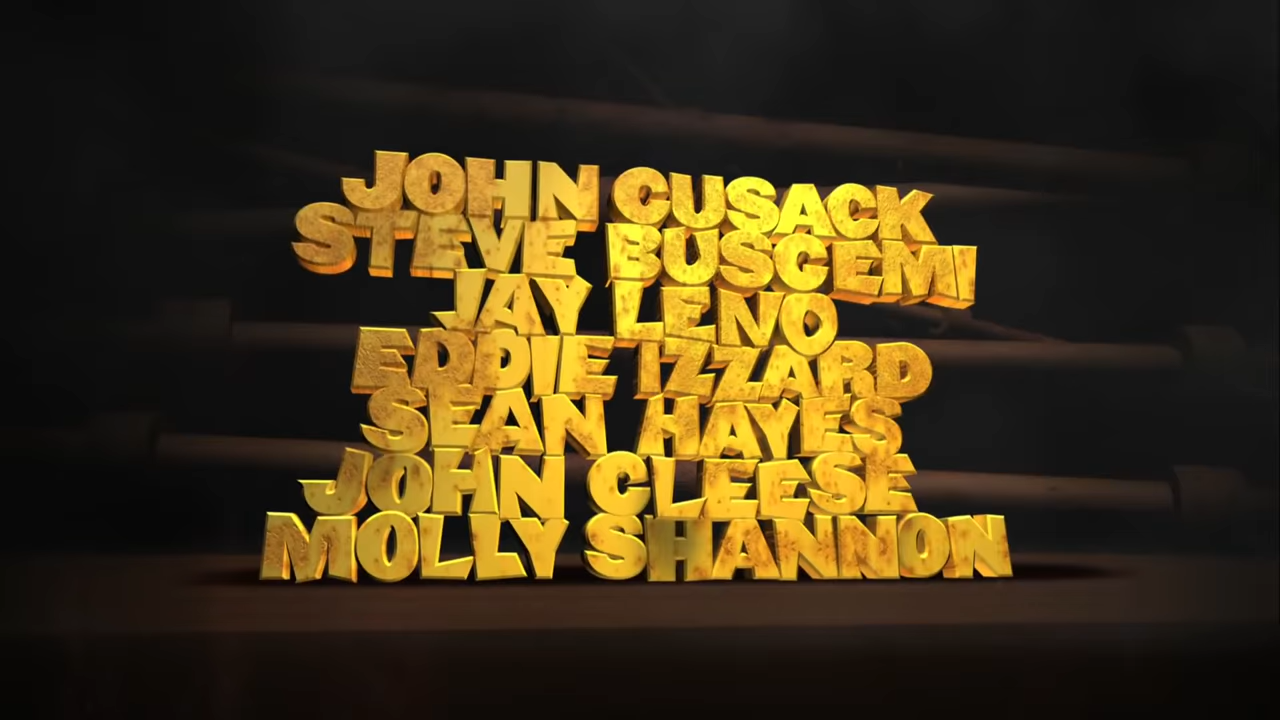 JOHN CUSACK
STEVE BUSCEMI
JAY LENO
EDDIE IZZARD
SEAN HAYES
JOHN CLEESE
MOLLY SHANNON